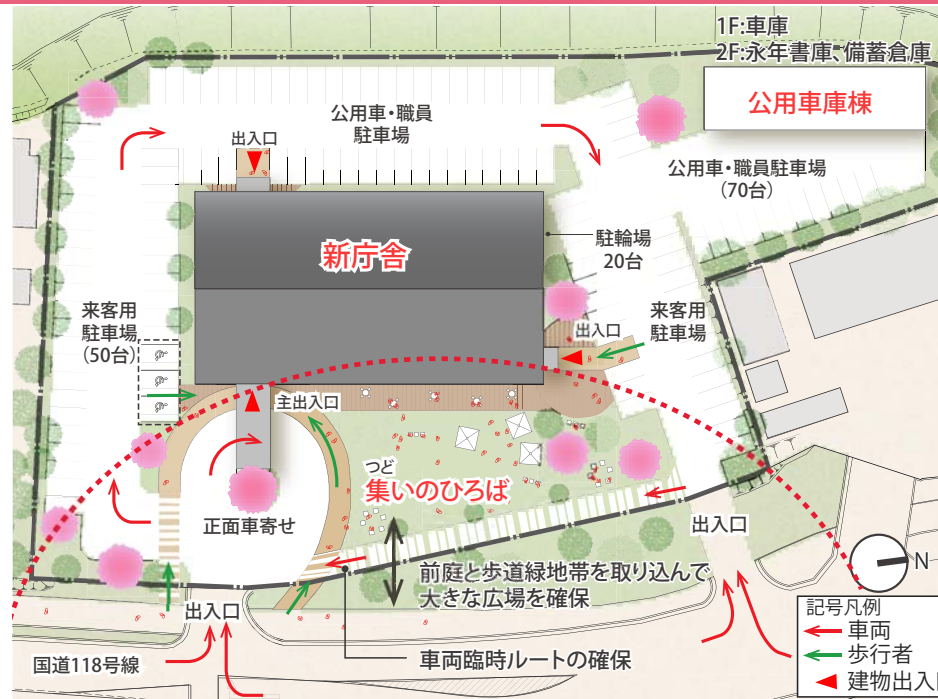 1F:車庫
2F:永年書庫、備蓄倉庫
公用車庫棟
公用車・職員
駐車場
出入口
公用車・職員駐車場
(70台)
新庁舎
駐輪場
20台
来客用
駐車場
(50台)
出入口
来客用
駐車場
主出入口
つど
集いのひろば
正面車寄せ
出入口
N
前庭と歩道緑地帯を取り込んで
大きな広場を確保
出入口
国道118号線
車両臨時ルートの確保
記号凡例
車両
歩行者
建物出入